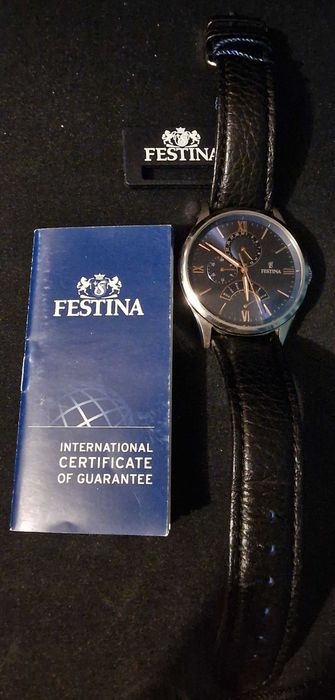 FESTINA
FESTINA
FESTINA
INTERNATIONAL
CERTIFICATE
OF GUARANTEE